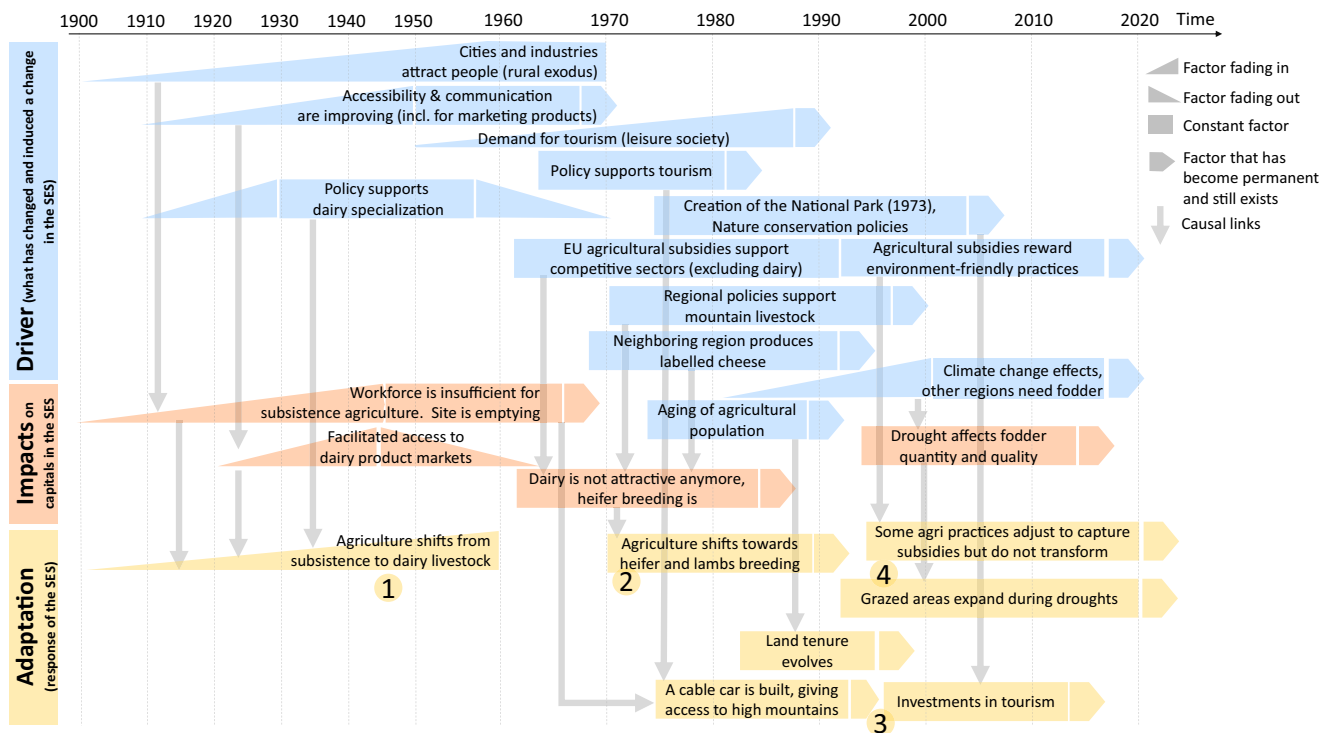 1900 1910 1920 1930 1940 1950 1960 1970 1980 1990 2000 2010 2020 Time
Driver (what has changed and induced a change
in the SES)
Cities and industries
attract people (rural exodus)
Accessibility & communication
are improving (incl. for marketing products)
Demand for tourism (leisure society)
Policy supports tourism
Policy supports
dairy specialization
Creation of the National Park (1973),
Nature conservation policies
EU agricultural subsidies support
competitive sectors (excluding dairy)
Agricultural subsidies reward
environment-friendly practices
Regional policies support
mountain livestock
Neighboring region produces
labelled cheese
Climate change effects,
other regions need fodder
Aging of agricultural
population
Factor fading in
Factor fading out
Constant factor
Factor that has
become permanent
and still exists
Causal links
Impacts on
capitals in the SES
Workforce is insufficient for
subsistence agriculture. Site is emptying
Facilitated access to
dairy product markets
Dairy is not attractive anymore,
heifer breeding is
Drought affects fodder
quantity and quality
Adaptation
(response of the SES)
Agriculture shifts from
subsistence to dairy livestock
1
Agriculture shifts towards
heifer and lambs breeding
2
Some agri practices adjust to capture
subsidies but do not transform
4
Grazed areas expand during droughts
Land tenure
evolves
A cable car is built, giving
access to high mountains
3
Investments in tourism